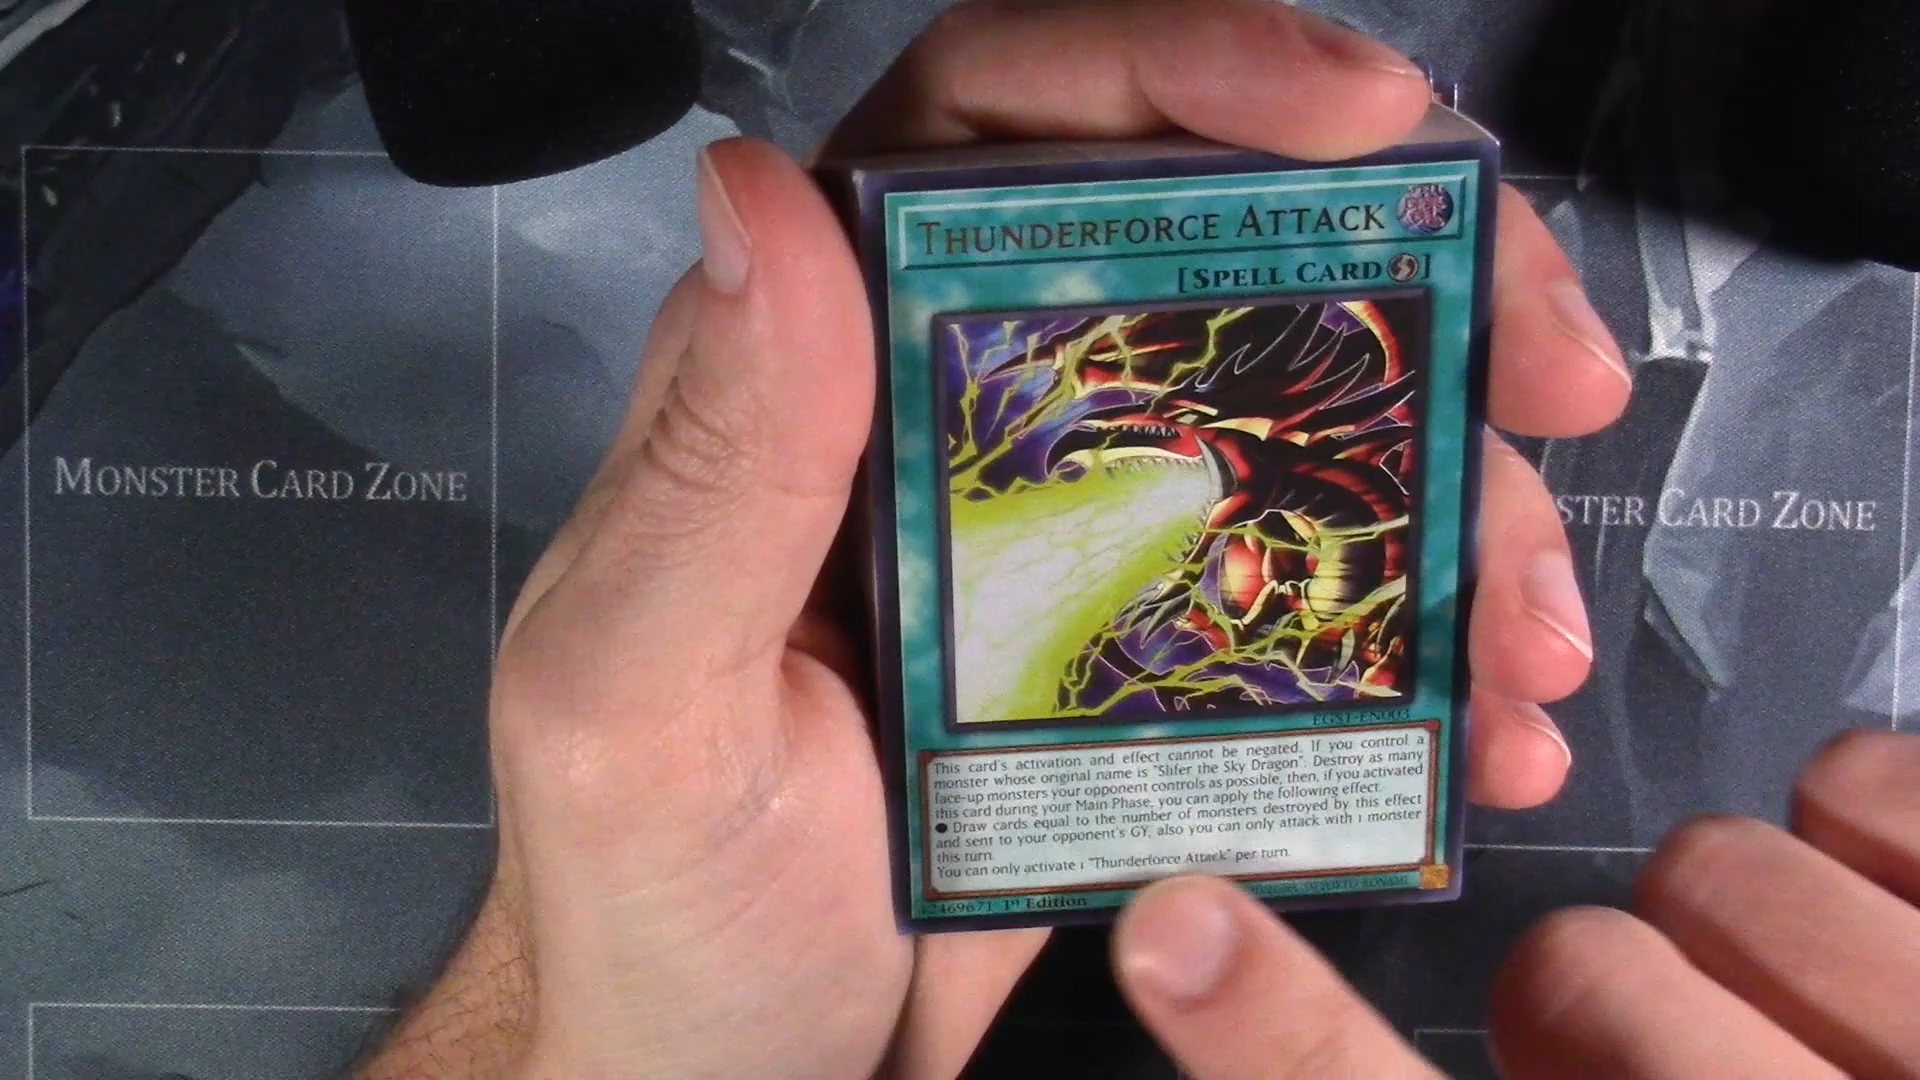 MONSTER CARD ZONE
STER CARD ZONE
THUNDERFORCE ATTACK
[SPELL CARD]
EGS1-EN003
This card's activation and effect cannot be negated. If you control a
monster whose original name is "Slifer the Sky Dragon": Destroy as many
face-up monsters your opponent controls as possible, then, if you activated
this card during your Main Phase, you can apply the following effect.
● Draw cards equal to the number of monsters destroyed by this effect
and sent to your opponent's GY, also you can only attack with 1 monster
this turn.
You can only activate 1 "Thunderforce Attack" per turn.
42469671 1st Edition